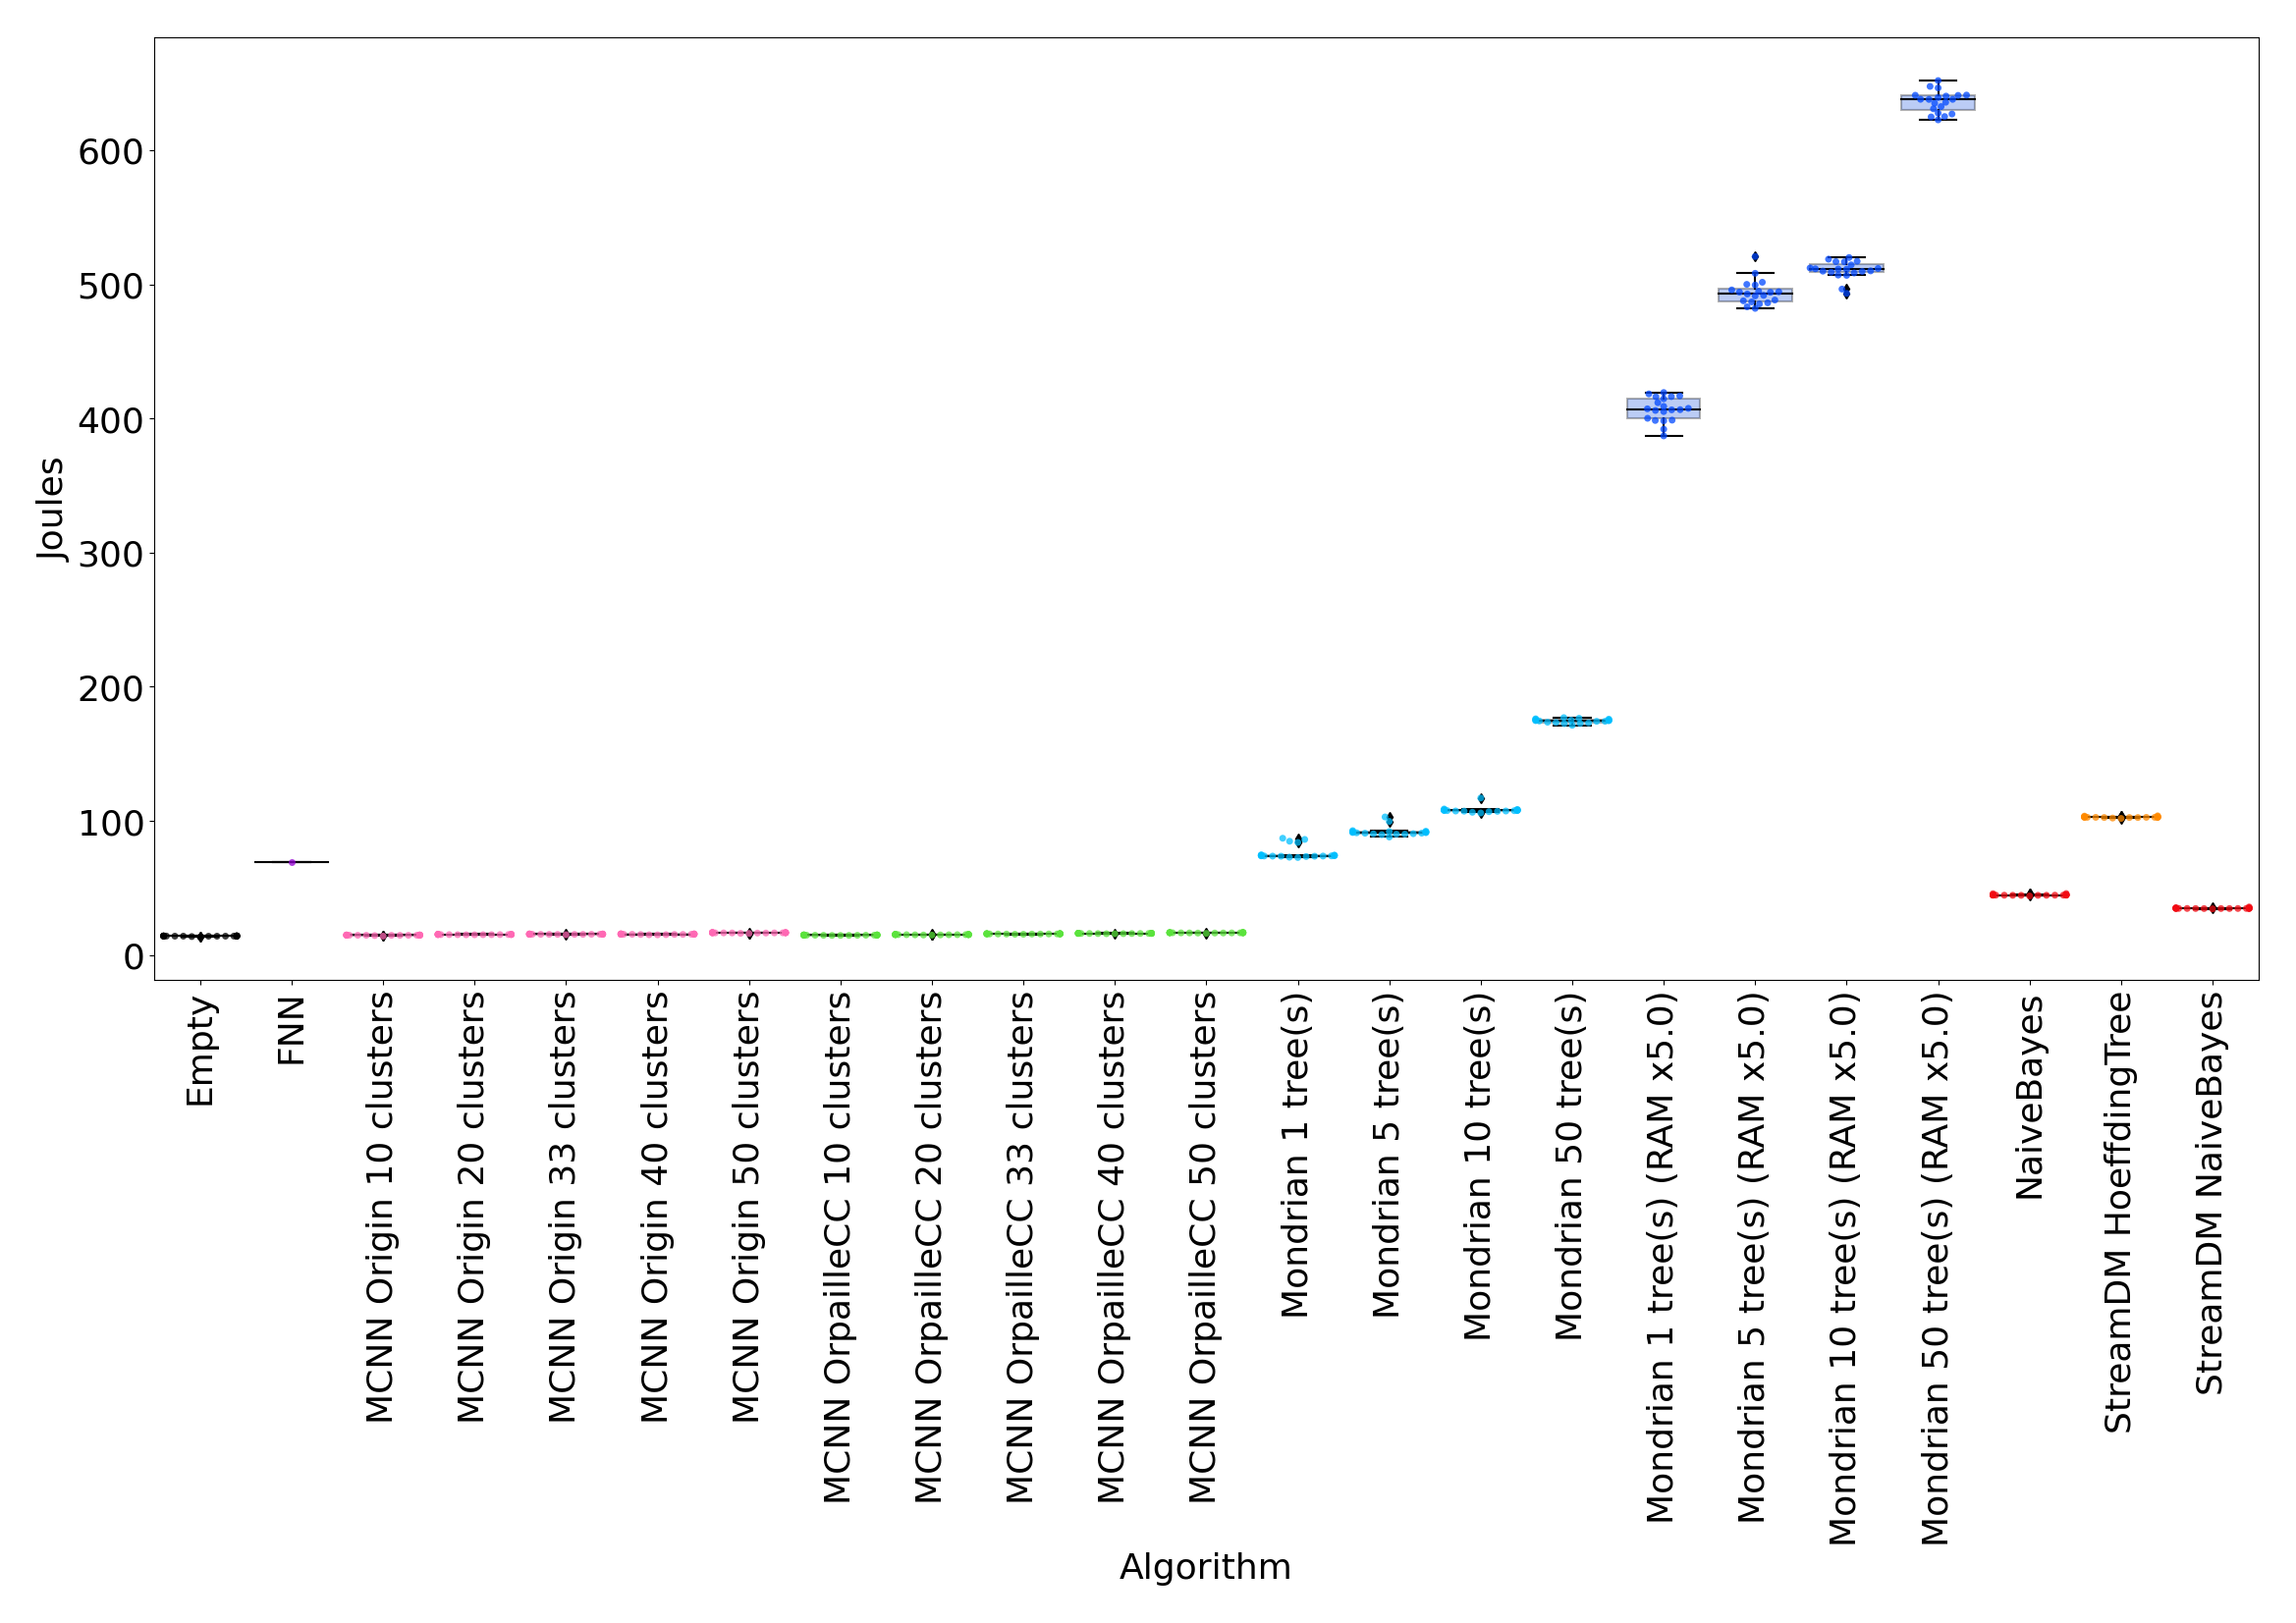 Joules
600
500
400
300
200
100
0
Empty
FNN
MCNN Origin 10 clusters
MCNN Origin 20 clusters
MCNN Origin 33 clusters
MCNN Origin 40 clusters
MCNN Origin 50 clusters
MCNN OrpailleCC 10 clusters
MCNN OrpailleCC 20 clusters
MCNN OrpailleCC 33 clusters
MCNN OrpailleCC 40 clusters
MCNN OrpailleCC 50 clusters
Mondrian 1 tree(s)
Mondrian 5 tree(s)
Mondrian 10 tree(s)
Mondrian 50 tree(s)
Mondrian 1 tree(s) (RAM x5.0)
Mondrian 5 tree(s) (RAM x5.0)
Mondrian 10 tree(s) (RAM x5.0)
Mondrian 50 tree(s) (RAM x5.0)
NaiveBayes
StreamDM HoeffdingTree
StreamDM NaiveBayes
Algorithm